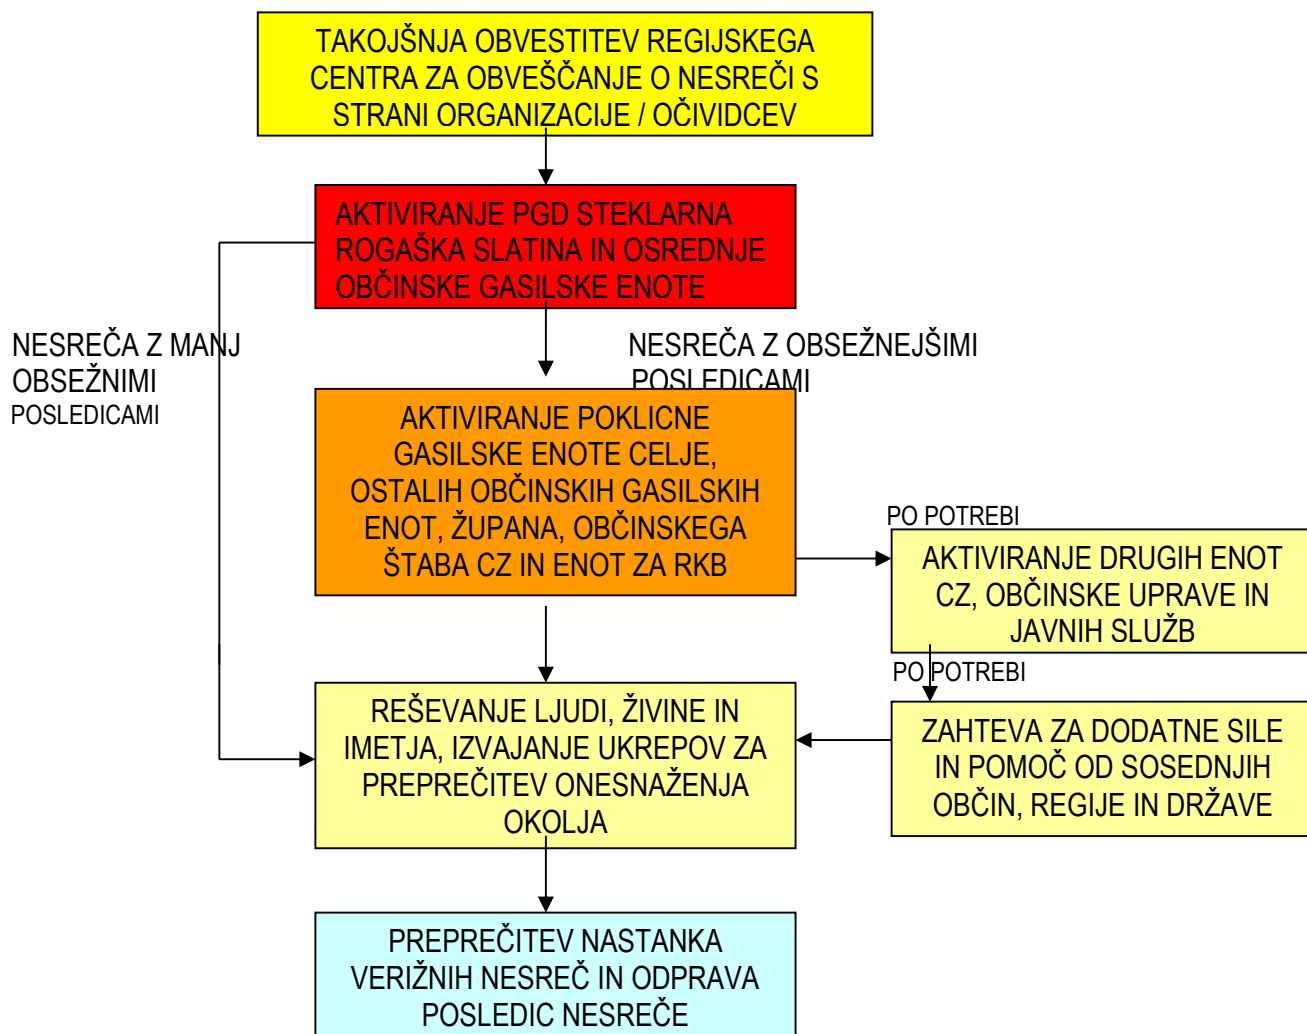 TAKOJŠNJA OBVESTITEV REGIJSKEGA
CENTRA ZA OBVEŠČANJE O NESREČI S
STRANI ORGANIZACIJE / OČIVIDCEV
AKTIVIRANJE PGD STEKLARNA
ROGAŠKA SLATINA IN OSREDNJE
OBČINSKE GASILSKE ENOTE
NESREČA Z MANJ
OBSEŽNIMI
POSLEDICAMI
NESREČA Z OBSEŽNEJŠIMI
POSLEDICAMI
AKTIVIRANJE POKLICNE
GASILSKE ENOTE CELJE,
OSTALIH OBČINSKIH GASILSKIH
ENOT, ŽUPANA, OBČINSKEGA
ŠTABA CZ IN ENOT ZA RKB
PO POTREBI
AKTIVIRANJE DRUGIH ENOT
CZ, OBČINSKE UPRAVE IN
JAVNIH SLUŽB
PO POTREBI
ZAHTEVA ZA DODATNE SILE
IN POMOČ OD SOSEDNJIH
OBČIN, REGIJE IN DRŽAVE
REŠEVANJE LJUDI, ŽIVINE IN
IMETJA, IZVAJANJE UKREPOV ZA
PREPREČITEV ONESNAŽENJA
OKOLJA
PREPREČITEV NASTANKA
VERIŽNIH NESREČ IN ODPRAVA
POSLEDIC NESREČE